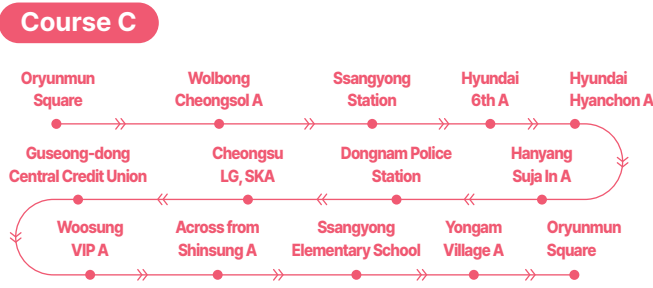 Course C
Oryunmun
Square
Wolbong
Cheongsol A
Ssangyong
Station
Hyundai
6th A
Hyundai
Hyanchon A
Guseong-dong
Central Credit Union
Cheongsu
LG, SKA
Dongnam Police
Station
Hanyang
Suja In A
Woosung
VIP A
Across from
Shinsung A
Ssangyong
Elementary School
Yongam
Village A
Oryunmun
Square